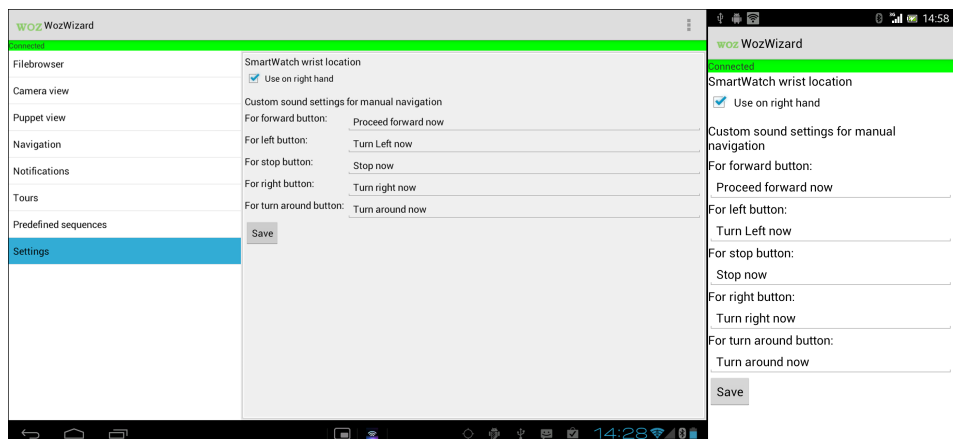 woz WozWizard
Connected
Filebrowser
Camera view
Puppet view
Navigation
Notifications
Tours
Predefined sequences
Settings
SmartWatch wrist location
Use on right hand
Custom sound settings for manual navigation
For forward button: Proceed forward now
For left button: Turn Left now
For stop button: Stop now
For right button: Turn right now
For turn around button: Turn around now
Save
14:28
3G 14:58
woz WozWizard
Connected
SmartWatch wrist location
Use on right hand
Custom sound settings for manual
navigation
For forward button:
Proceed forward now
For left button:
Turn Left now
For stop button:
Stop now
For right button:
Turn right now
For turn around button:
Turn around now
Save